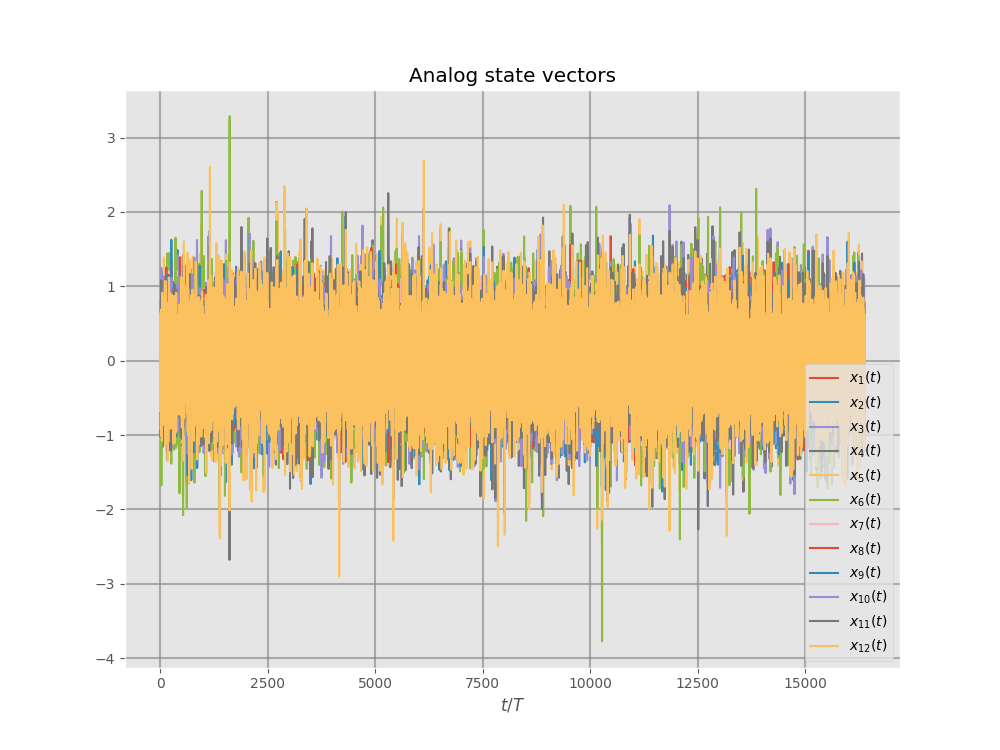 Analog state vectors
3
2
1
0
−1
−2
−3
−4
0 2500 5000 7500 10000 12500 15000
t/T
x₁(t)
x₂(t)
x₃(t)
x₄(t)
x₅(t)
x₆(t)
x₇(t)
x₈(t)
x₉(t)
x₁₀(t)
x₁₁(t)
x₁₂(t)